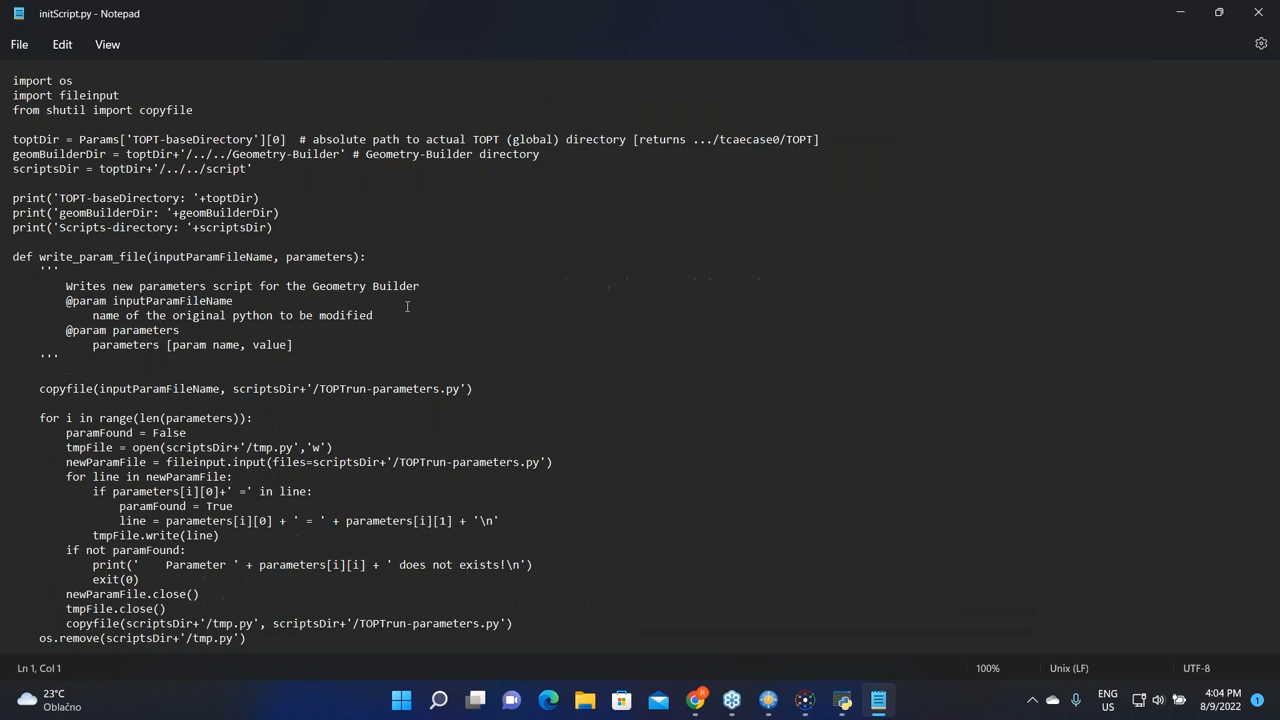 initScript.py - Notepad
File Edit View
import os
import fileinput
from shutil import copyfile
toptDir = Params['TOPT-baseDirectory'][0]  # absolute path to actual TOPT (global) directory [returns .../tcaecase0/TOPT]
geomBuilderDir = toptDir+'/../../Geometry-Builder' # Geometry-Builder directory
scriptsDir = toptDir+'/../../script'
print('TOPT-baseDirectory: '+toptDir)
print('geomBuilderDir: '+geomBuilderDir)
print('Scripts-directory: '+scriptsDir)
def write_param_file(inputParamFileName, parameters):
    '''
        Writes new parameters script for the Geometry Builder
        @param inputParamFileName
            name of the original python to be modified
        @param parameters
            parameters [param name, value]
    '''
    copyfile(inputParamFileName, scriptsDir+'/TOPTrun-parameters.py')
    for i in range(len(parameters)):
        paramFound = False
        tmpFile = open(scriptsDir+'/tmp.py','w')
        newParamFile = fileinput.input(files=scriptsDir+'/TOPTrun-parameters.py')
        for line in newParamFile:
            if parameters[i][0]+' =' in line:
                paramFound = True
                line = parameters[i][0] + ' = ' + parameters[i][1] + '\n'
            tmpFile.write(line)
        if not paramFound:
            print('    Parameter ' + parameters[i][i] + ' does not exists!\n')
            exit(0)
        newParamFile.close()
        tmpFile.close()
        copyfile(scriptsDir+'/tmp.py', scriptsDir+'/TOPTrun-parameters.py')
    os.remove(scriptsDir+'/tmp.py')
Ln 1, Col 1
100%
Unix (LF)
UTF-8
23°C
Oblačno
R
ENG
US
4:04 PM
8/9/2022
1